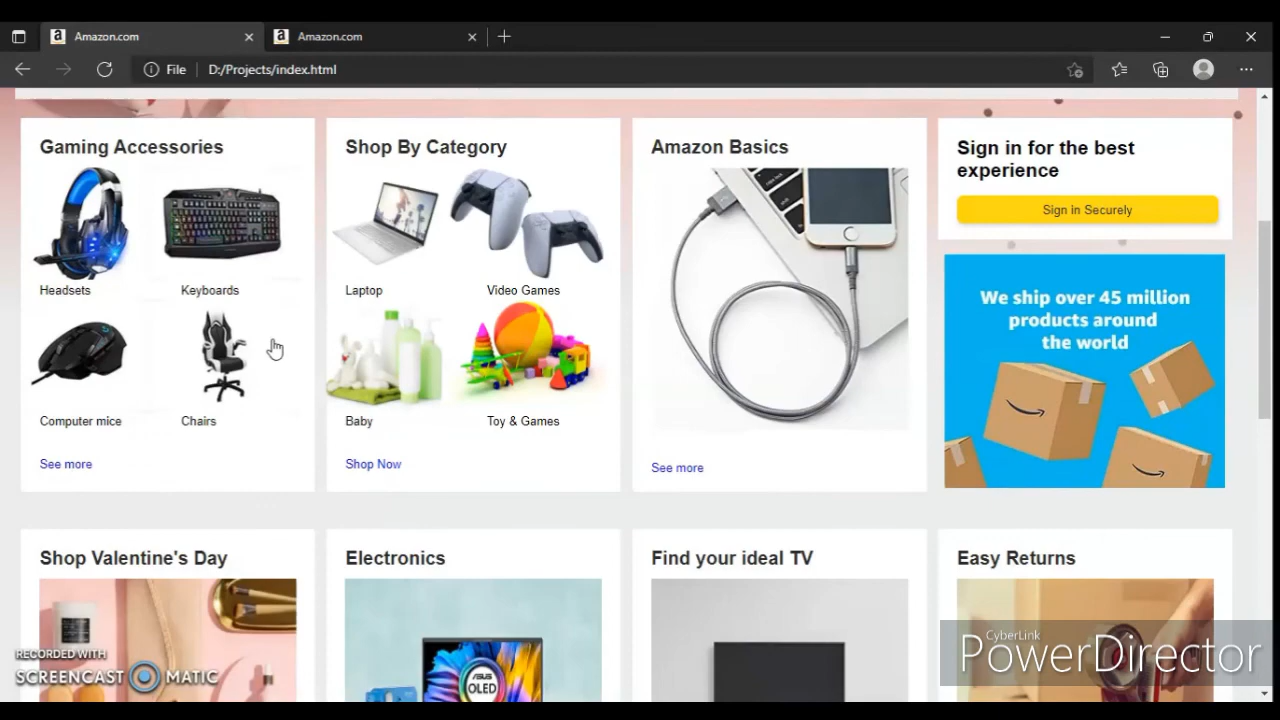 Amazon.com
Amazon.com
File
D:/Projects/index.html
Gaming Accessories
Headsets
Keyboards
Computer mice
Chairs
See more
Shop By Category
Laptop
Video Games
Baby
Toy & Games
Shop Now
Amazon Basics
See more
Sign in for the best
experience
Sign in Securely
We ship over 45 million
products around
the world
Shop Valentine's Day
Electronics
ASUS
OLED
Find your ideal TV
Easy Returns
RECORDED WITH
SCREENCAST MATIC
CyberLink
PowerDirector